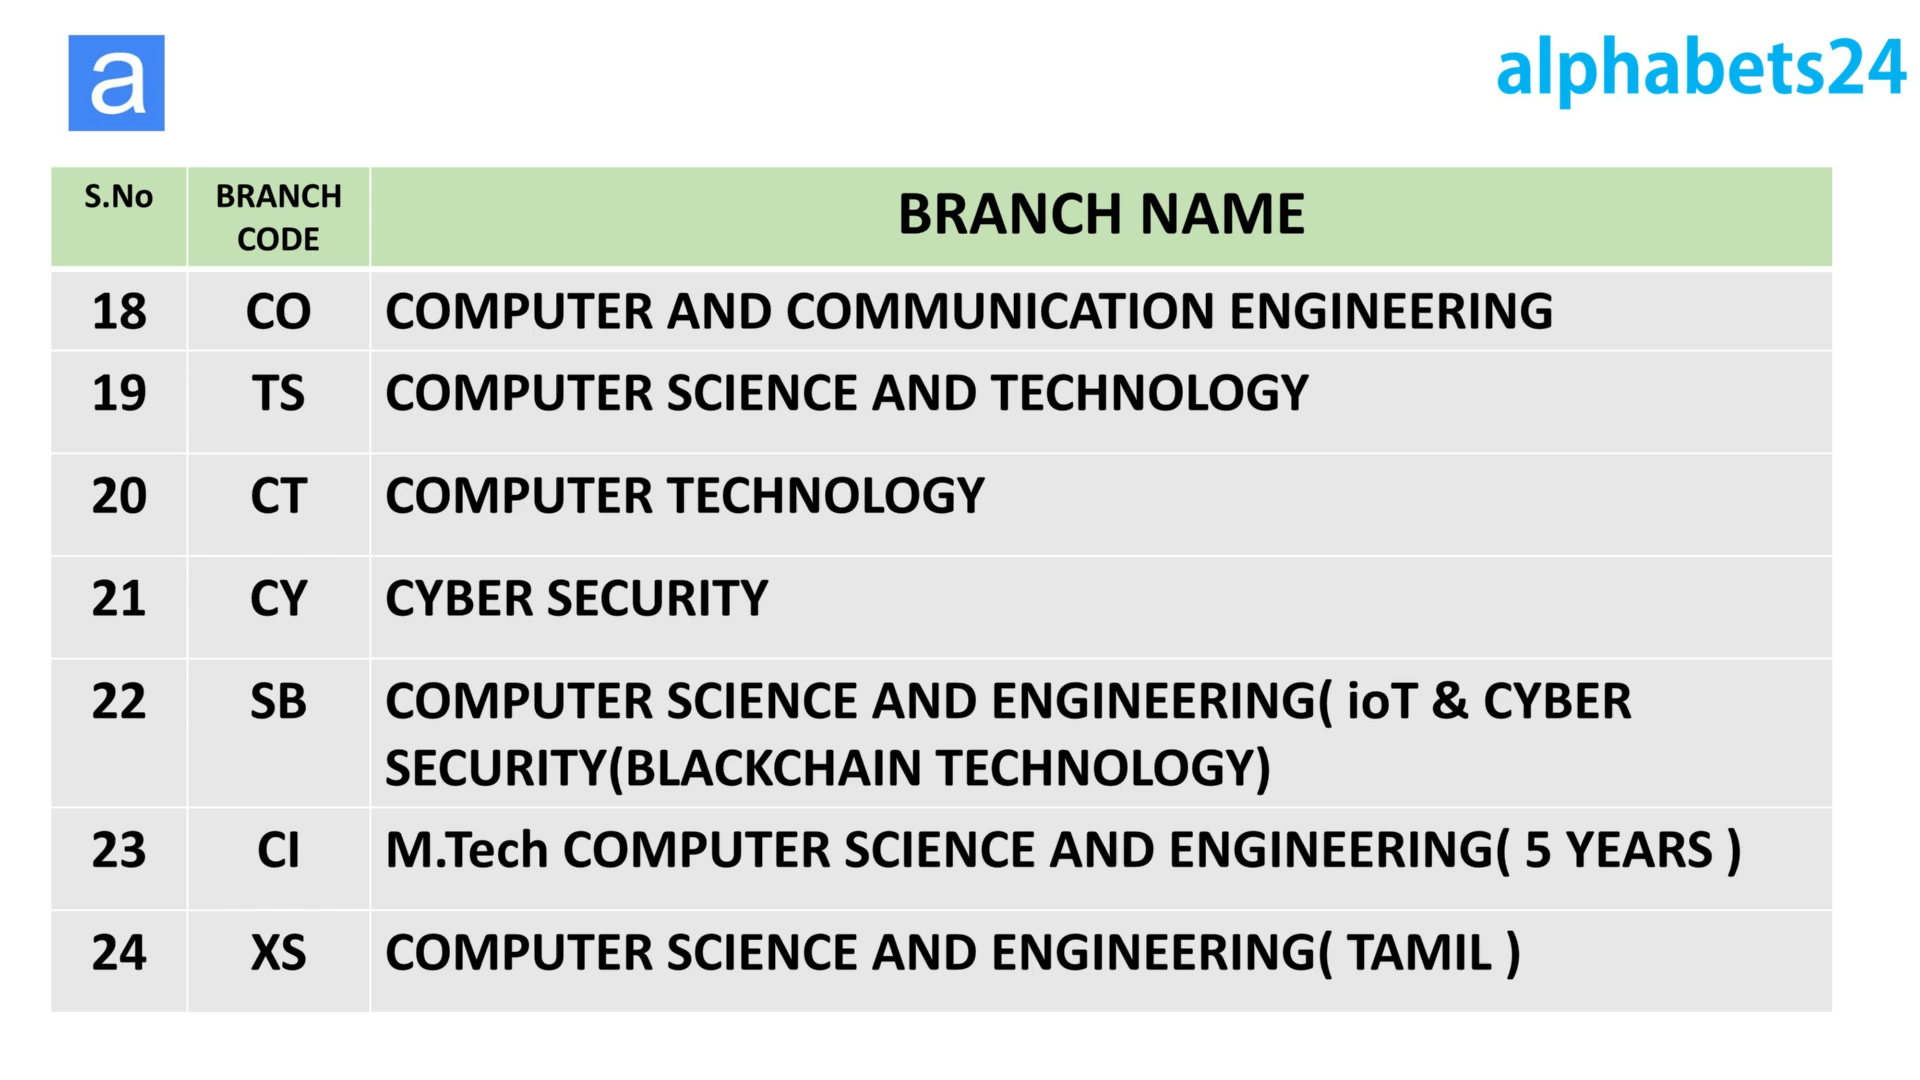 a
alphabets24
S.No BRANCH CODE BRANCH NAME
18 CO COMPUTER AND COMMUNICATION ENGINEERING
19 TS COMPUTER SCIENCE AND TECHNOLOGY
20 CT COMPUTER TECHNOLOGY
21 CY CYBER SECURITY
22 SB COMPUTER SCIENCE AND ENGINEERING( ioT & CYBER
SECURITY(BLACKCHAIN TECHNOLOGY)
23 CI M.Tech COMPUTER SCIENCE AND ENGINEERING( 5 YEARS )
24 XS COMPUTER SCIENCE AND ENGINEERING( TAMIL )